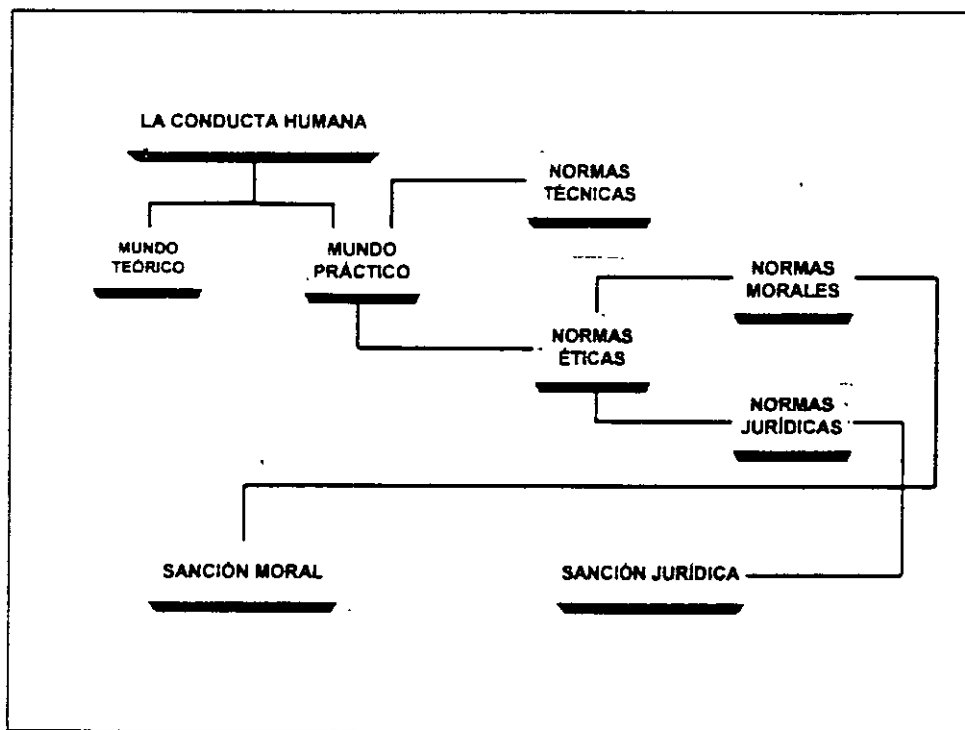 LA CONDUCTA HUMANA
NORMAS
TÉCNICAS
MUNDO
TEÓRICO
MUNDO
PRÁCTICO
NORMAS
MORALES
NORMAS
ÉTICAS
NORMAS
JURÍDICAS
SANCIÓN MORAL
SANCIÓN JURÍDICA